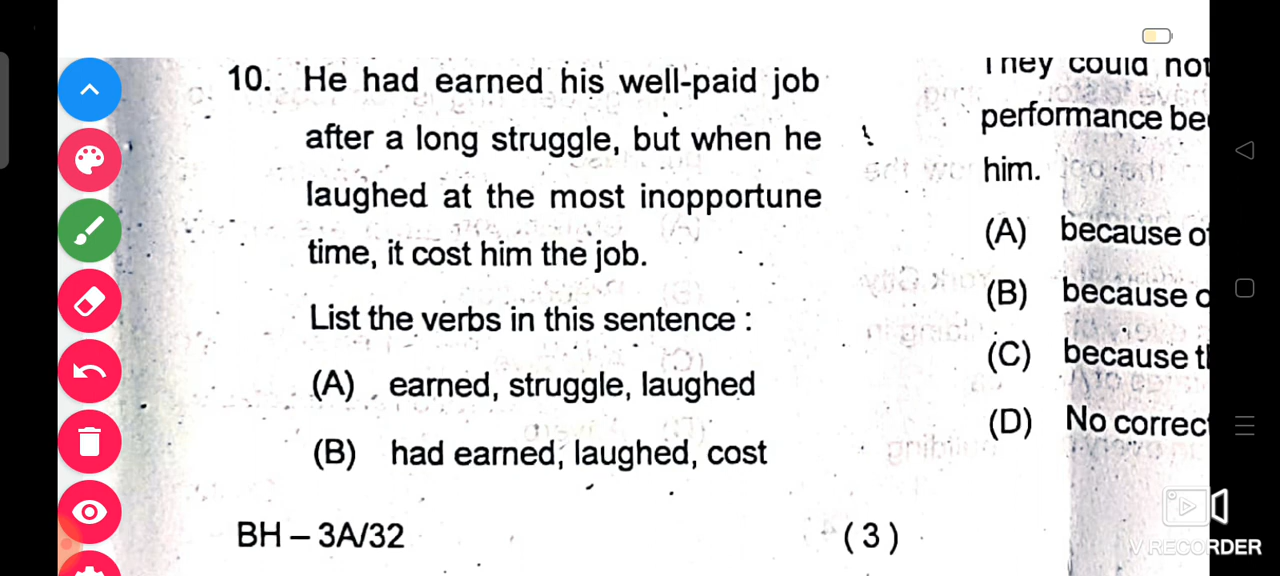 10. He had earned his well-paid job
after a long struggle, but when he
laughed at the most inopportune
time, it cost him the job.
List the verbs in this sentence :
(A) earned, struggle, laughed
(B) had earned, laughed, cost
BH – 3A/32
(3)
They could not
performance be
him.
(A) because o
(B) because
(C) because t
(D) No correc
V RECORDER